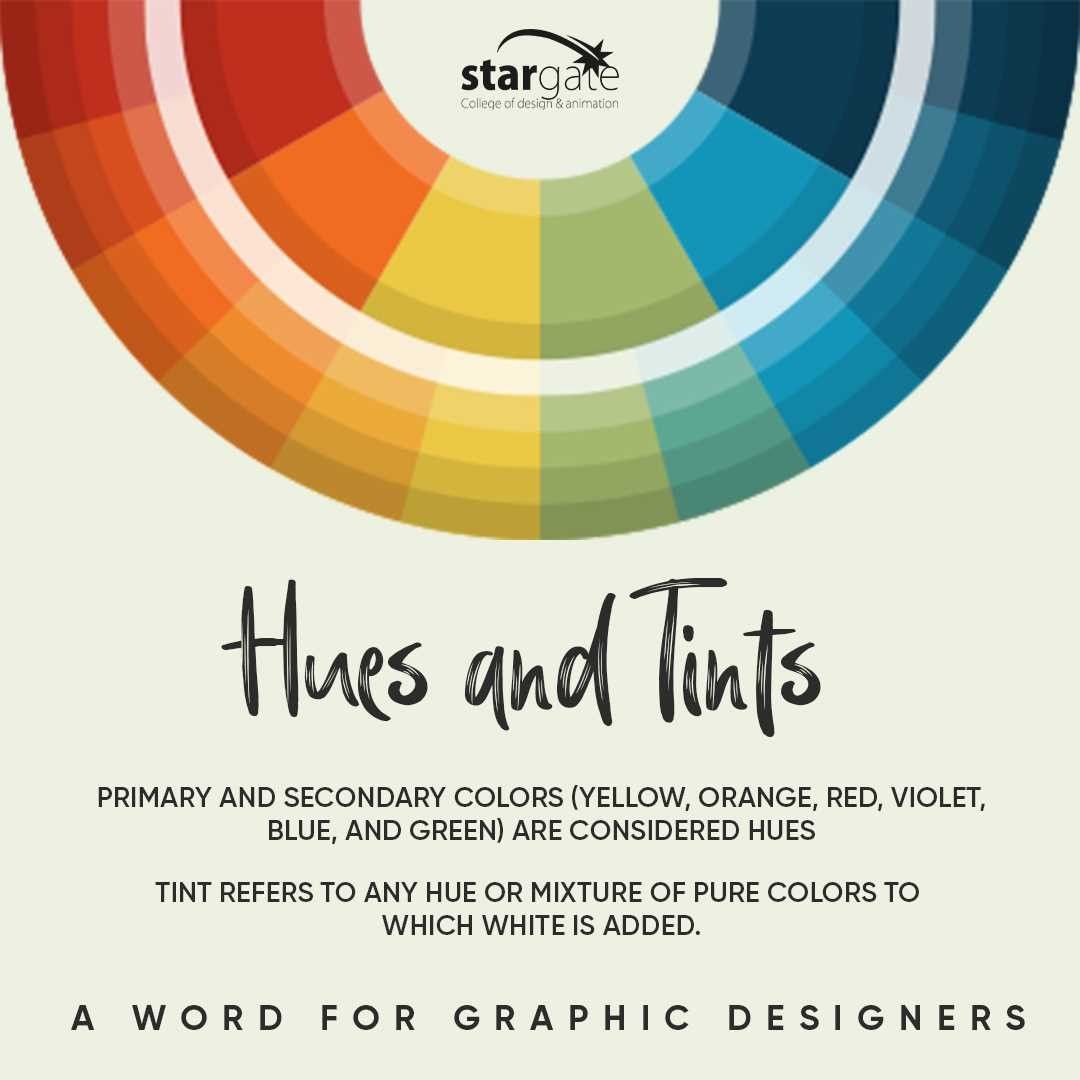 stargate
College of design & animation
Hues and Tints
PRIMARY AND SECONDARY COLORS (YELLOW, ORANGE, RED, VIOLET,
BLUE, AND GREEN) ARE CONSIDERED HUES
TINT REFERS TO ANY HUE OR MIXTURE OF PURE COLORS TO
WHICH WHITE IS ADDED.
A WORD FOR GRAPHIC DESIGNERS